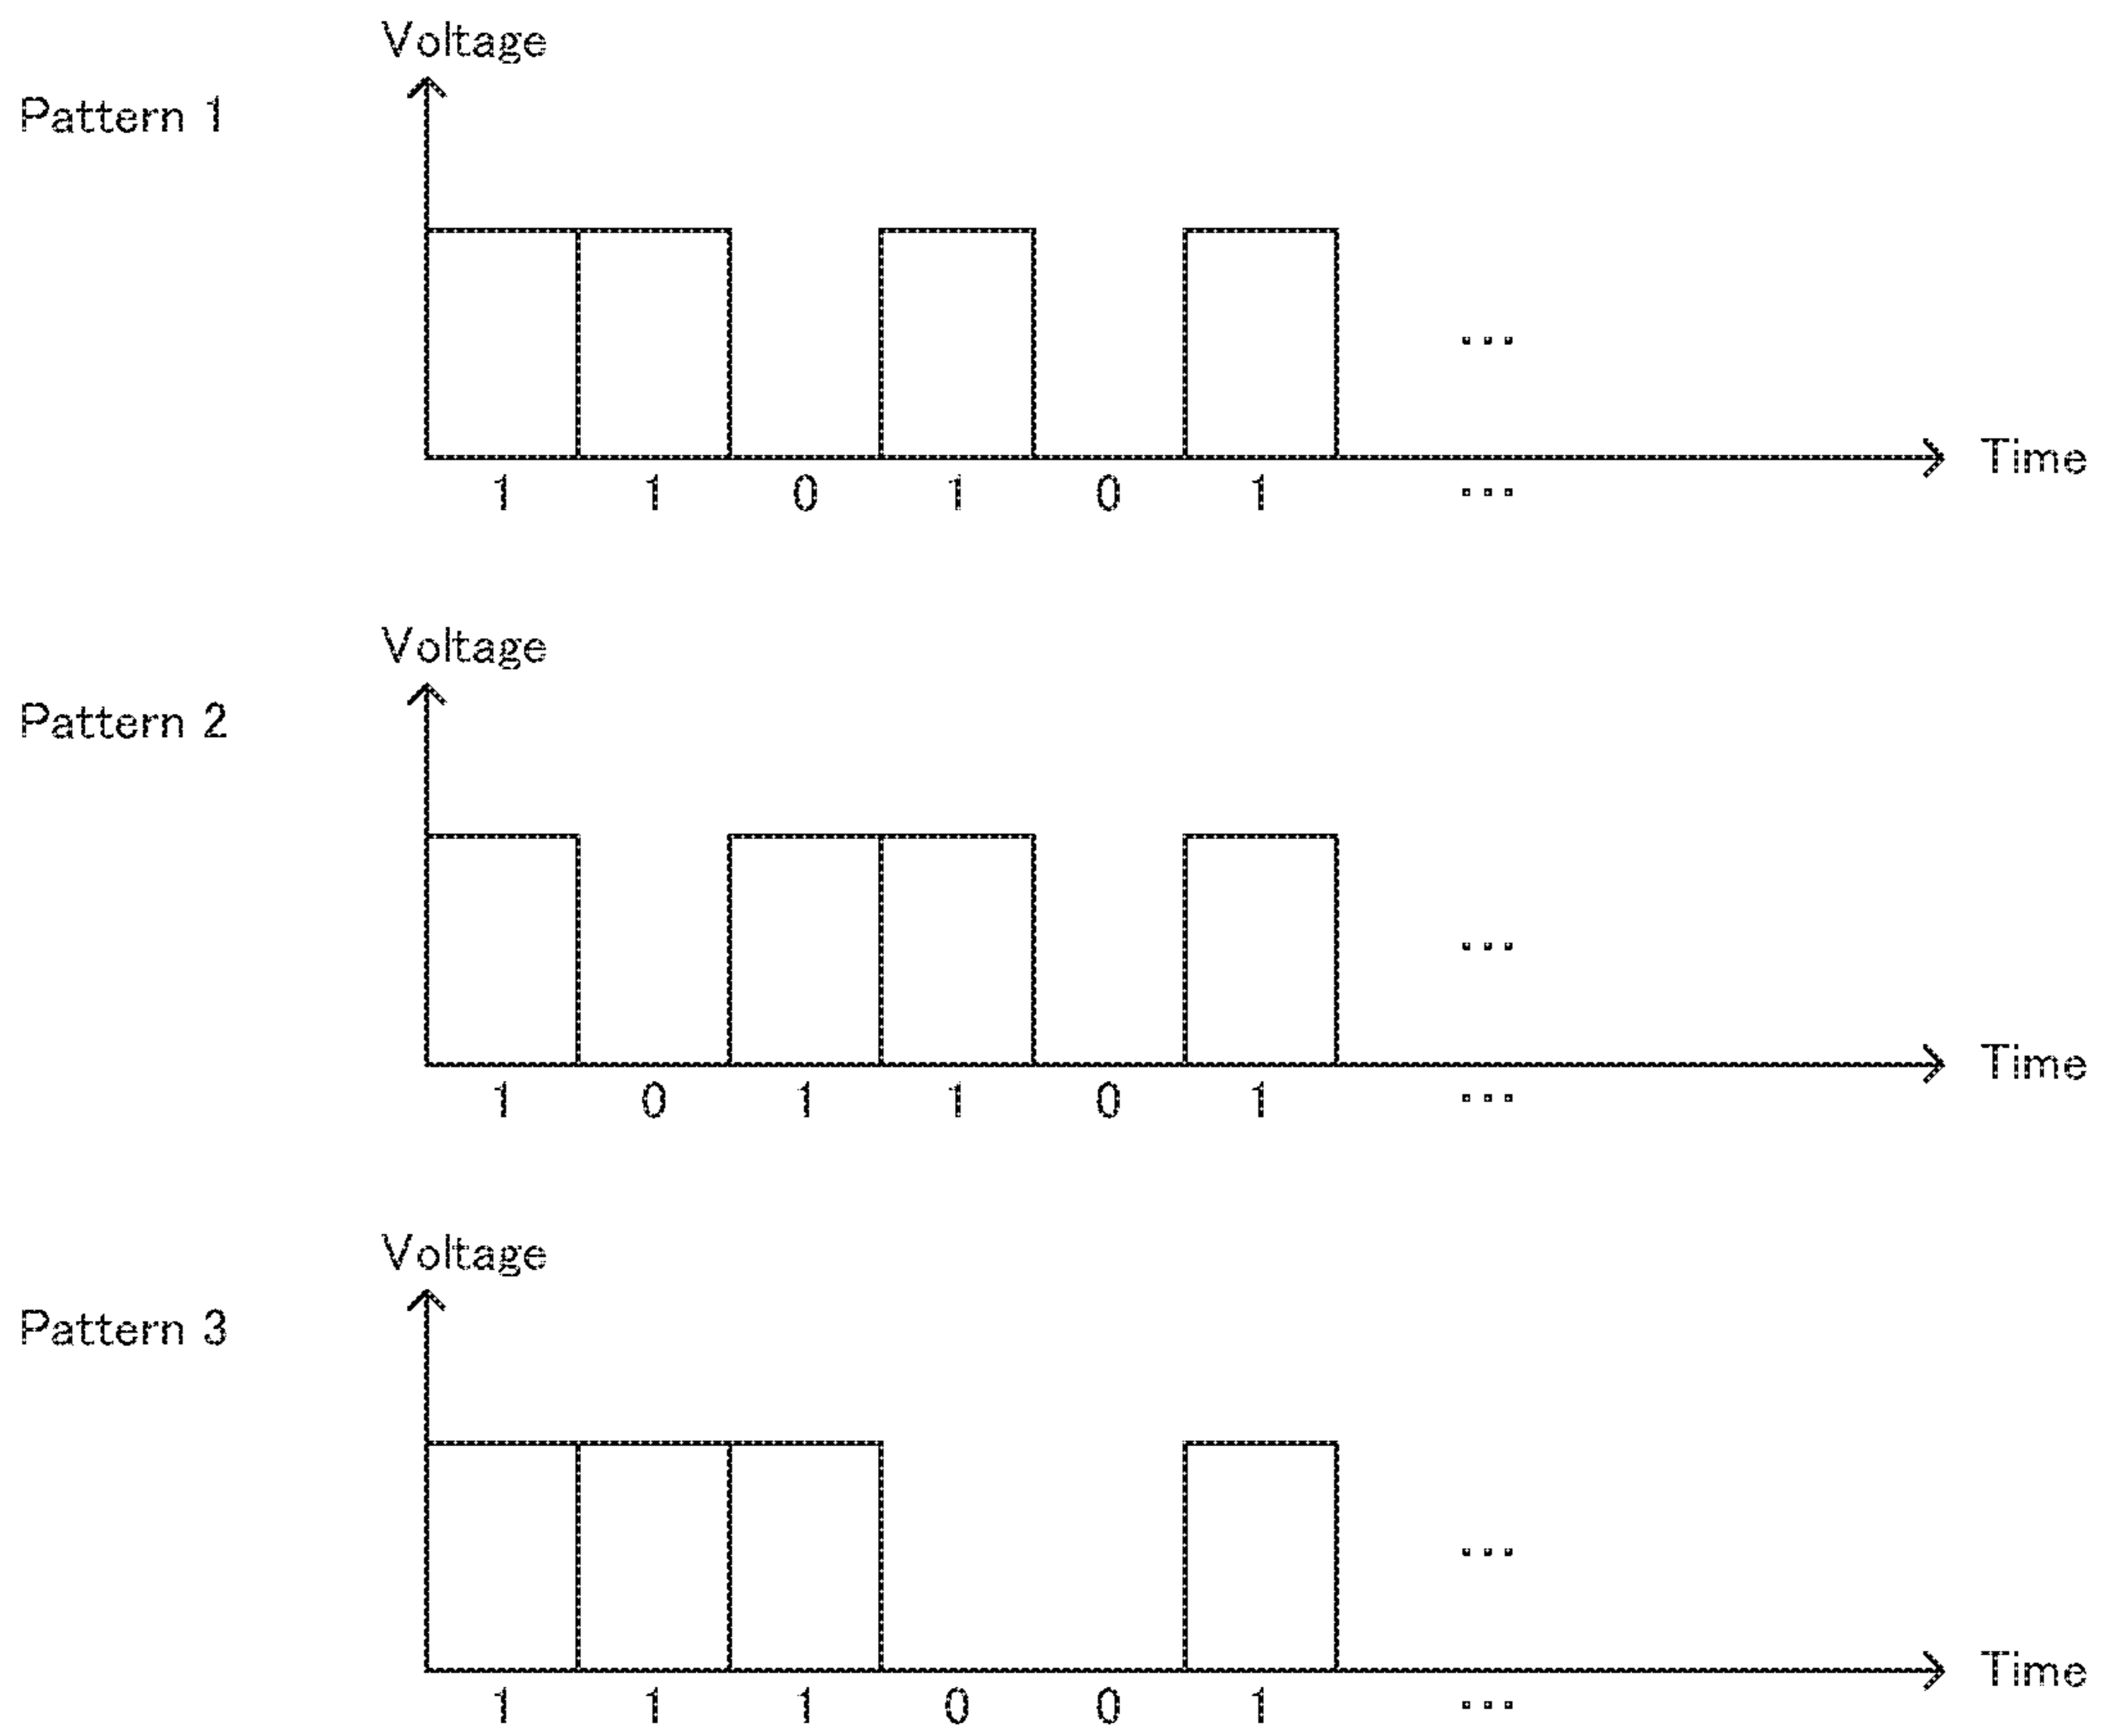 Voltage
Pattern 1
...
Time
1 1 0 1 0 1 ...
Voltage
Pattern 2
...
Time
1 0 1 1 0 1 ...
Voltage
Pattern 3
...
Time
1 1 1 0 0 1 ...